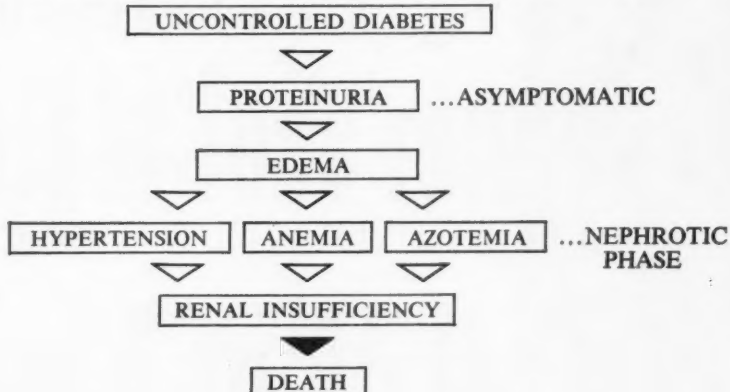 UNCONTROLLED DIABETES
PROTEINURIA ...ASYMPTOMATIC
EDEMA
HYPERTENSION ANEMIA AZOTEMIA ...NEPHROTIC
PHASE
RENAL INSUFFICIENCY
DEATH